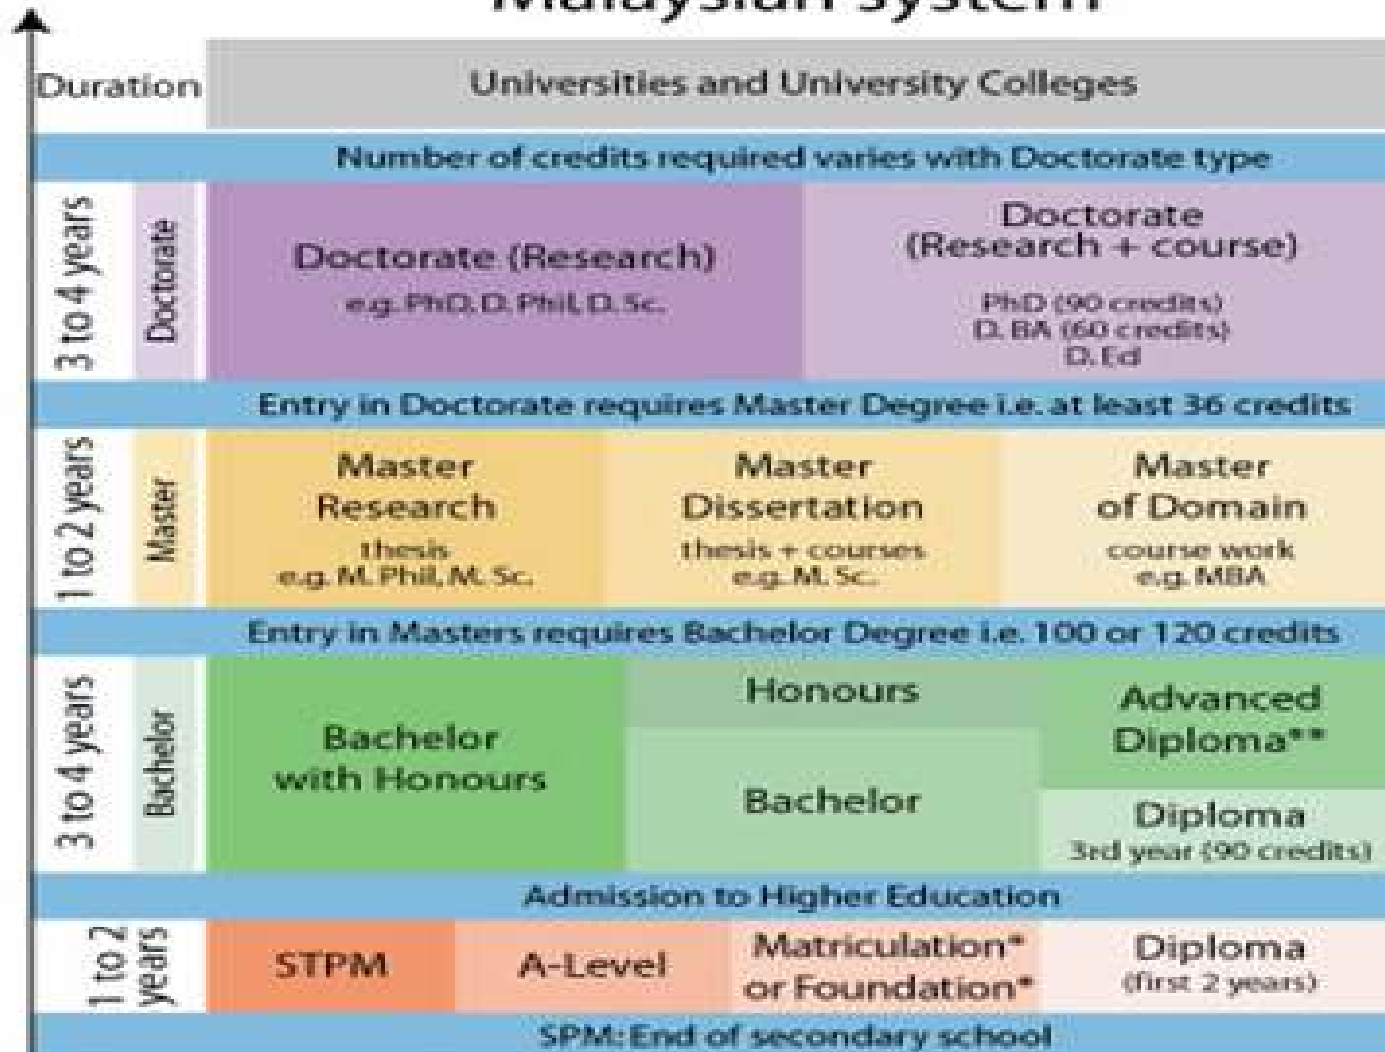 Malaysian system
Duration
Universities and University Colleges
Number of credits required varies with Doctorate type
3 to 4 years
Doctorate
Doctorate (Research)
e.g. PhD, D. Phil, D. Sc.
Doctorate
(Research + course)
PhD (90 credits)
D. BA (60 credits)
D. Ed
Entry in Doctorate requires Master Degree i.e. at least 36 credits
1 to 2 years
Master
Master
Research
thesis
e.g. M. Phil, M. Sc.
Master
Dissertation
thesis + courses
e.g. M. Sc.
Master
of Domain
course work
e.g. MBA
Entry in Masters requires Bachelor Degree i.e. 100 or 120 credits
3 to 4 years
Bachelor
Bachelor
with Honours
Honours
Bachelor
Advanced
Diploma**
Diploma
3rd year (90 credits)
Admission to Higher Education
1 to 2
years
STPM
A-Level
Matriculation*
or Foundation*
Diploma
(first 2 years)
SPM: End of secondary school